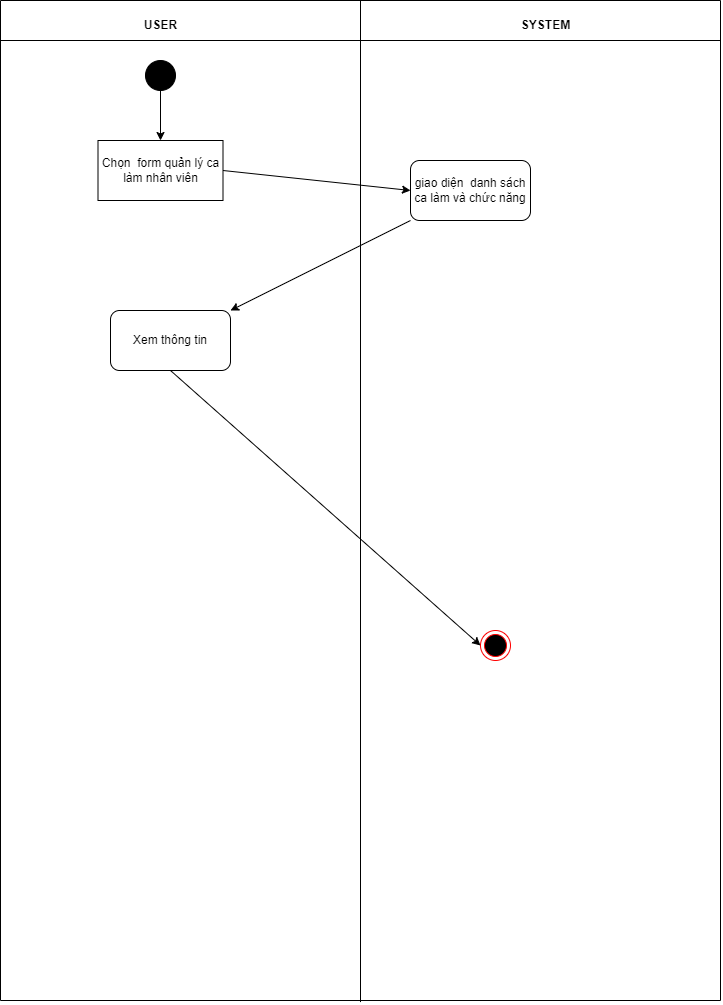 USER
SYSTEM
Chọn form quản lý ca
làm nhân viên
giao diện danh sách
ca làm và chức năng
Xem thông tin